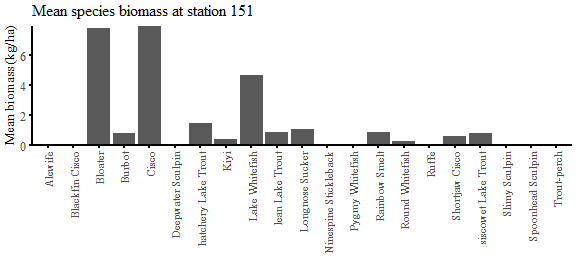 Mean species biomass at station 151
Mean biomass (kg/ha)
6
4
2
0
Alewife
Blackfin Cisco
Bloater
Burbot
Cisco
Deepwater Sculpin
hatchery Lake Trout
Kiyi
Lake Whitefish
lean Lake Trout
Longnose Sucker
Ninespine Stickleback
Pygmy Whitefish
Rainbow Smelt
Round Whitefish
Ruffe
Shortjaw Cisco
siscowet Lake Trout
Slimy Sculpin
Spoonhead Sculpin
Trout-perch